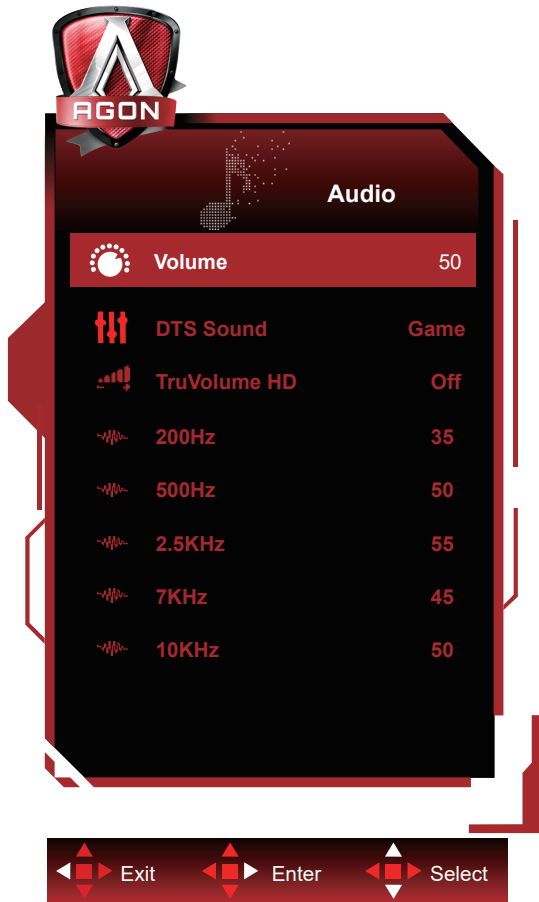 AGON
Audio
Volume 50
DTS Sound Game
TruVolume HD Off
200Hz 35
500Hz 50
2.5KHz 55
7KHz 45
10KHz 50
Exit Enter Select